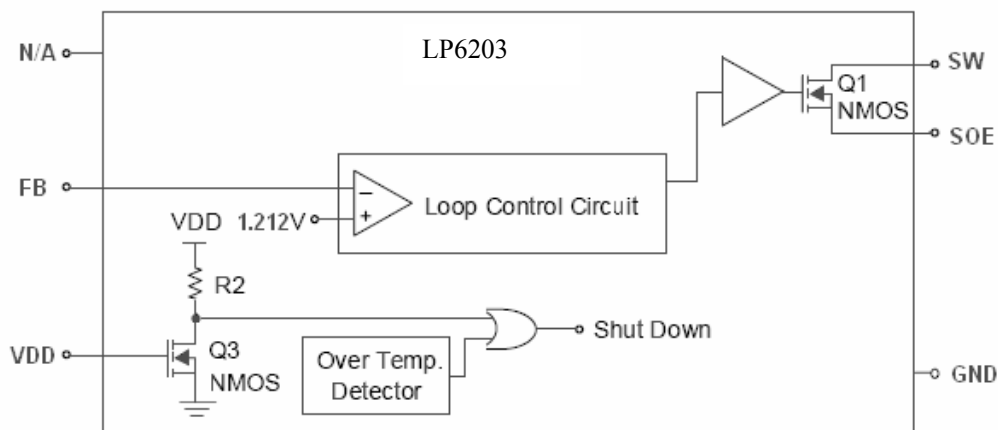 LP6203
N/A
SW
Q1
NMOS
SOE
FB
−
+
Loop Control Circuit
VDD
1.212V
R2
Shut Down
VDD
Q3
NMOS
Over Temp.
Detector
GND